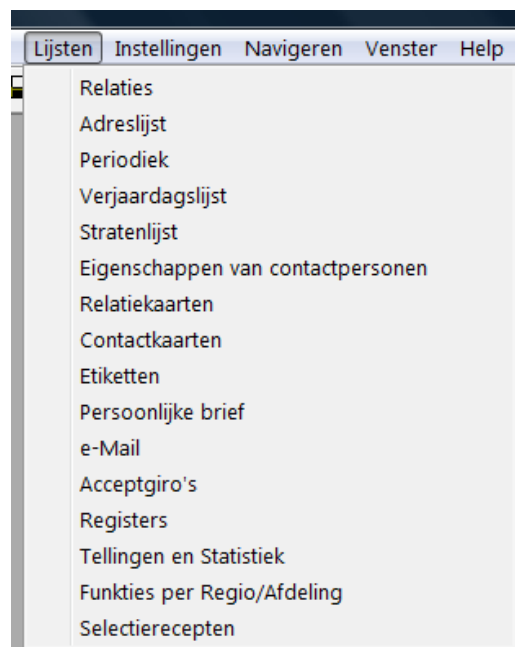 Lijsten Instellingen Navigeren Venster Help
Relaties
Adreslijst
Periodiek
Verjaardagslijst
Stratenlijst
Eigenschappen van contactpersonen
Relatiekaarten
Contactkaarten
Etiketten
Persoonlijke brief
e-Mail
Acceptgiro's
Registers
Tellingen en Statistiek
Funkties per Regio/Afdeling
Selectierecepten